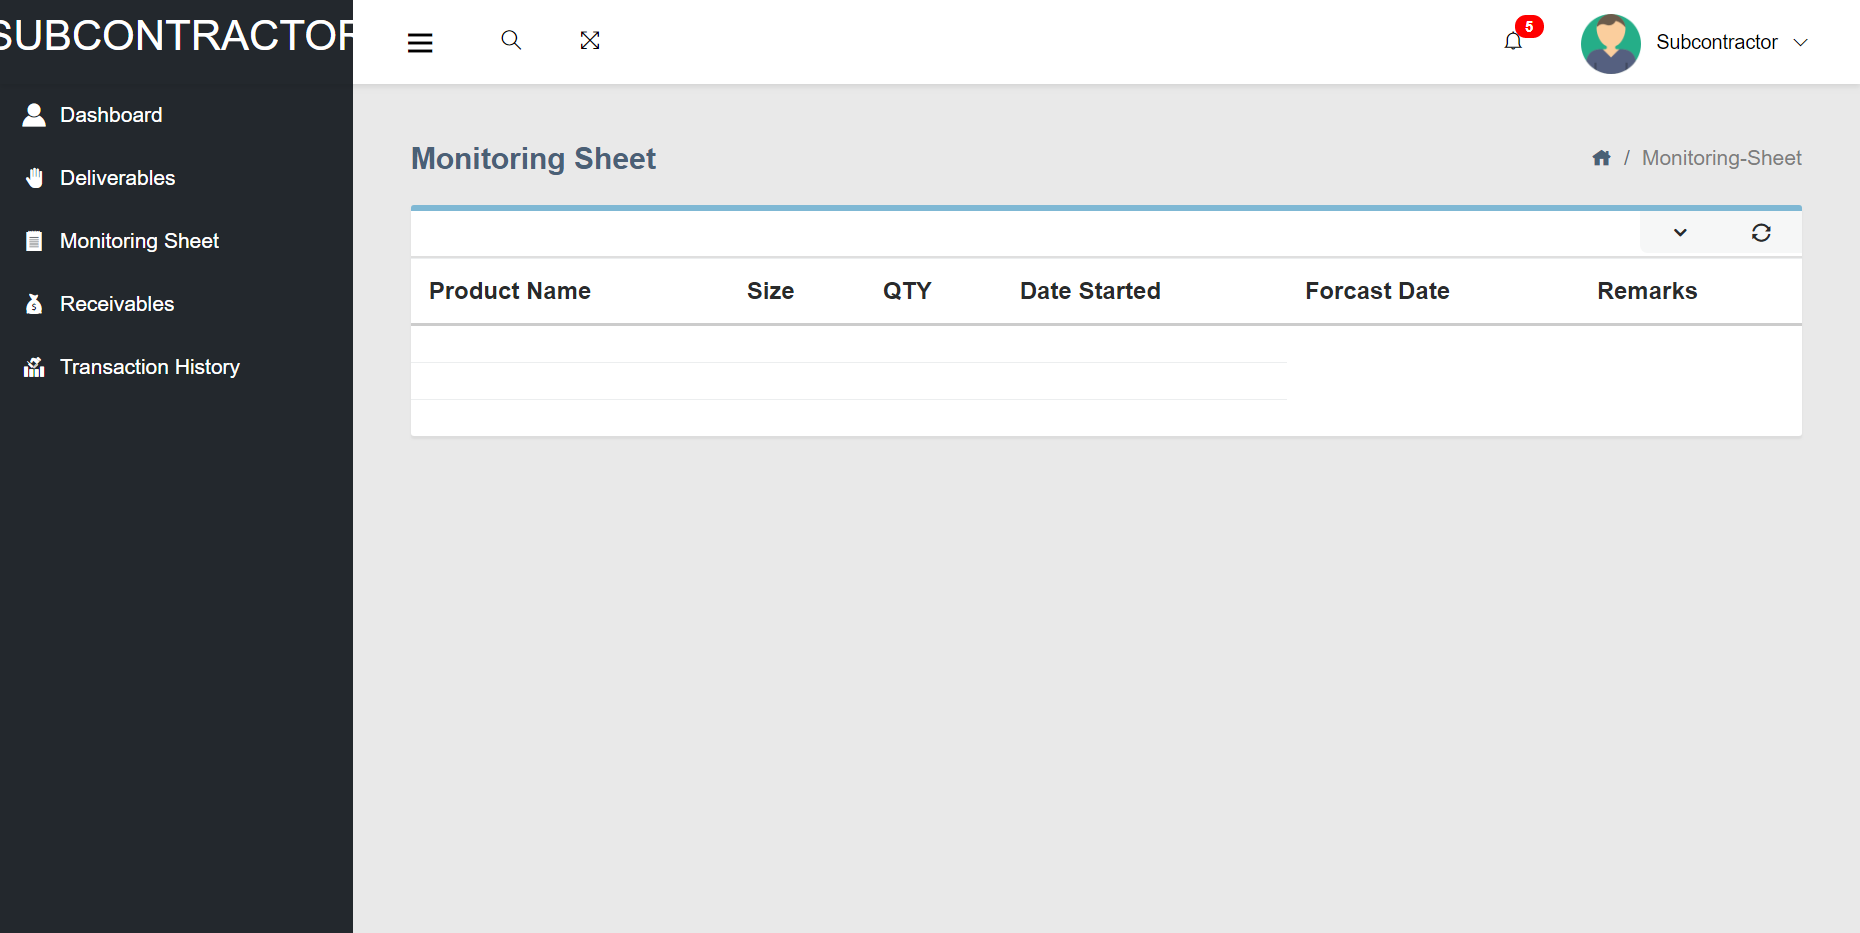 SUBCONTRACTOR
5
Subcontractor
Dashboard
Deliverables
Monitoring Sheet
Receivables
Transaction History
Monitoring Sheet
/ Monitoring-Sheet
Product Name Size QTY Date Started Forcast Date Remarks